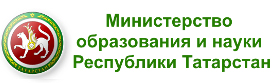 Министерство
образования и науки
Республики Татарстан